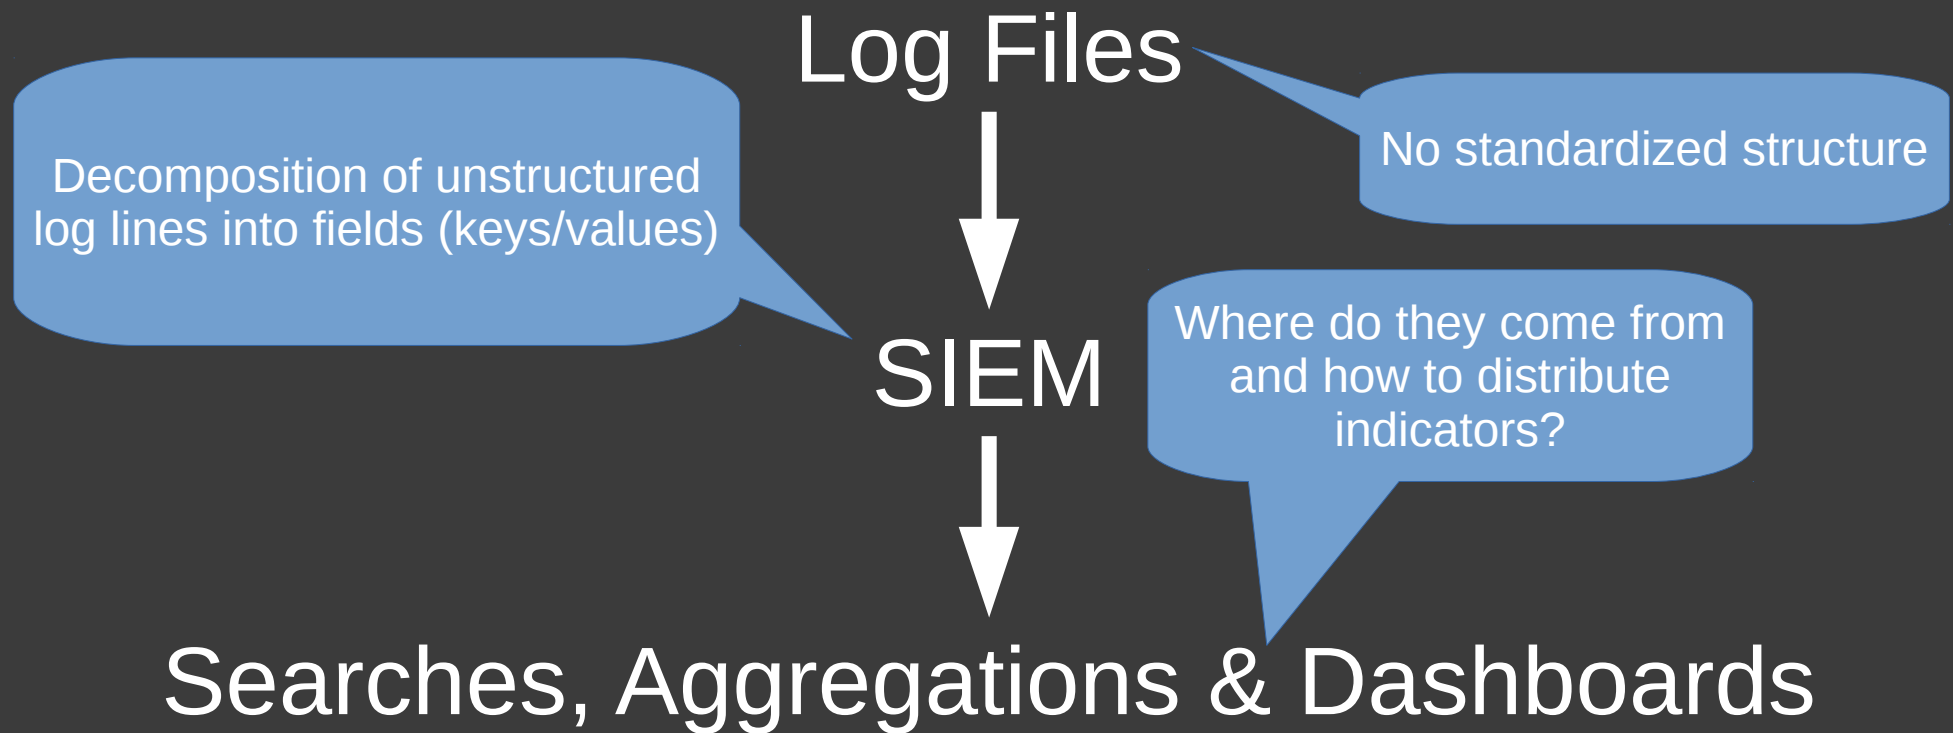 Log Files
No standardized structure
Decomposition of unstructured
log lines into fields (keys/values)
SIEM
Where do they come from
and how to distribute
indicators?
Searches, Aggregations & Dashboards